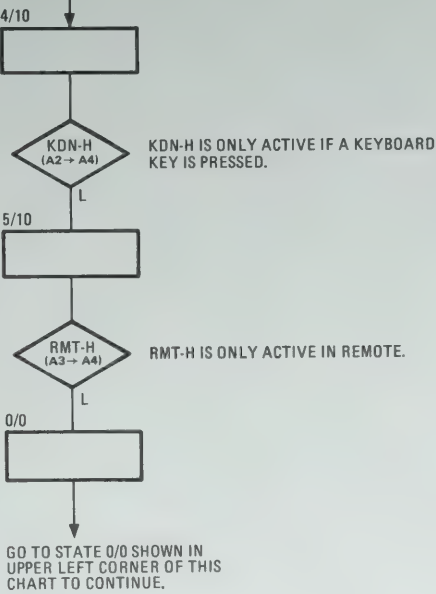 4/10
KDN-H
(A2→A4)
KDN-H IS ONLY ACTIVE IF A KEYBOARD
KEY IS PRESSED.
L
5/10
RMT-H
(A3→A4)
RMT-H IS ONLY ACTIVE IN REMOTE.
L
0/0
GO TO STATE 0/0 SHOWN IN
UPPER LEFT CORNER OF THIS
CHART TO CONTINUE.